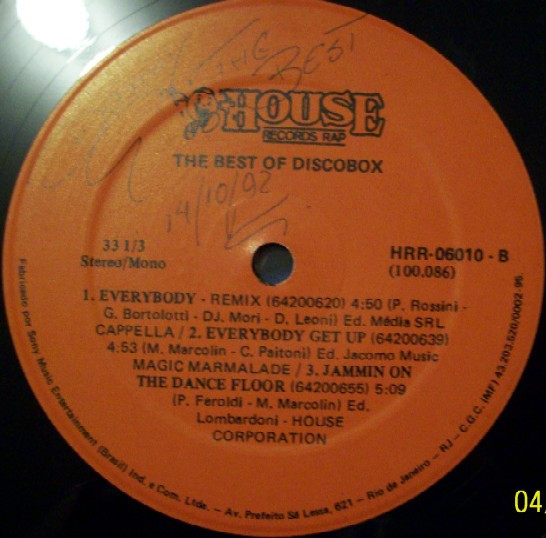 THE BEST
HOUSE
RECORDS RAP
THE BEST OF DISCOBOX
14/10/92
33 1/3
Stereo/Mono
HRR-06010 - B
(100.086)
1. EVERYBODY - REMIX (64200620) 4:50 (P. Rossini -
G. Bortolotti - DJ. Mori - D. Leoni) Ed. Média SRL
CAPPELLA / 2. EVERYBODY GET UP (64200639)
4:53 (M. Marcolin - C. Paitoni) Ed. Jacomo Music
MAGIC MARMALADE / 3. JAMMIN ON
THE DANCE FLOOR (64200655) 5:09
(P. Feroldi - M. Marcolin) Ed.
Lombardoni - HOUSE
CORPORATION
Fabricado por Sony Music Entertainment (Brasil) Ind. e Com. Ltda. - Av. Prefeito Sá Lessa, 621 - Rio de Janeiro - RJ - C.G.C. (MF) 43.203.520/0002-95.
04